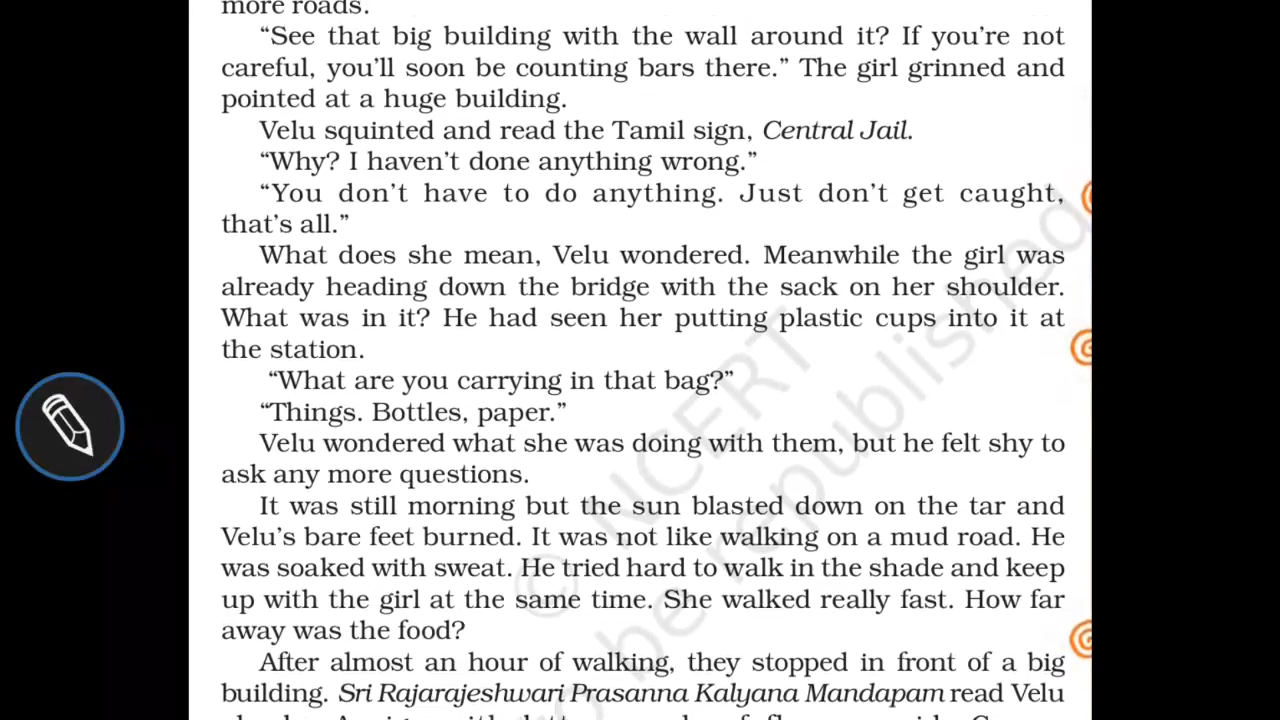 more roads.
“See that big building with the wall around it? If you’re not
careful, you’ll soon be counting bars there.” The girl grinned and
pointed at a huge building.
Velu squinted and read the Tamil sign, Central Jail.
“Why? I haven’t done anything wrong.”
“You don’t have to do anything. Just don’t get caught,
that’s all.”
What does she mean, Velu wondered. Meanwhile the girl was
already heading down the bridge with the sack on her shoulder.
What was in it? He had seen her putting plastic cups into it at
the station.
“What are you carrying in that bag?”
“Things. Bottles, paper.”
Velu wondered what she was doing with them, but he felt shy to
ask any more questions.
It was still morning but the sun blasted down on the tar and
Velu’s bare feet burned. It was not like walking on a mud road. He
was soaked with sweat. He tried hard to walk in the shade and keep
up with the girl at the same time. She walked really fast. How far
away was the food?
After almost an hour of walking, they stopped in front of a big
building. Sri Rajarajeshwari Prasanna Kalyana Mandapam read Velu
© NCERT
o be republished